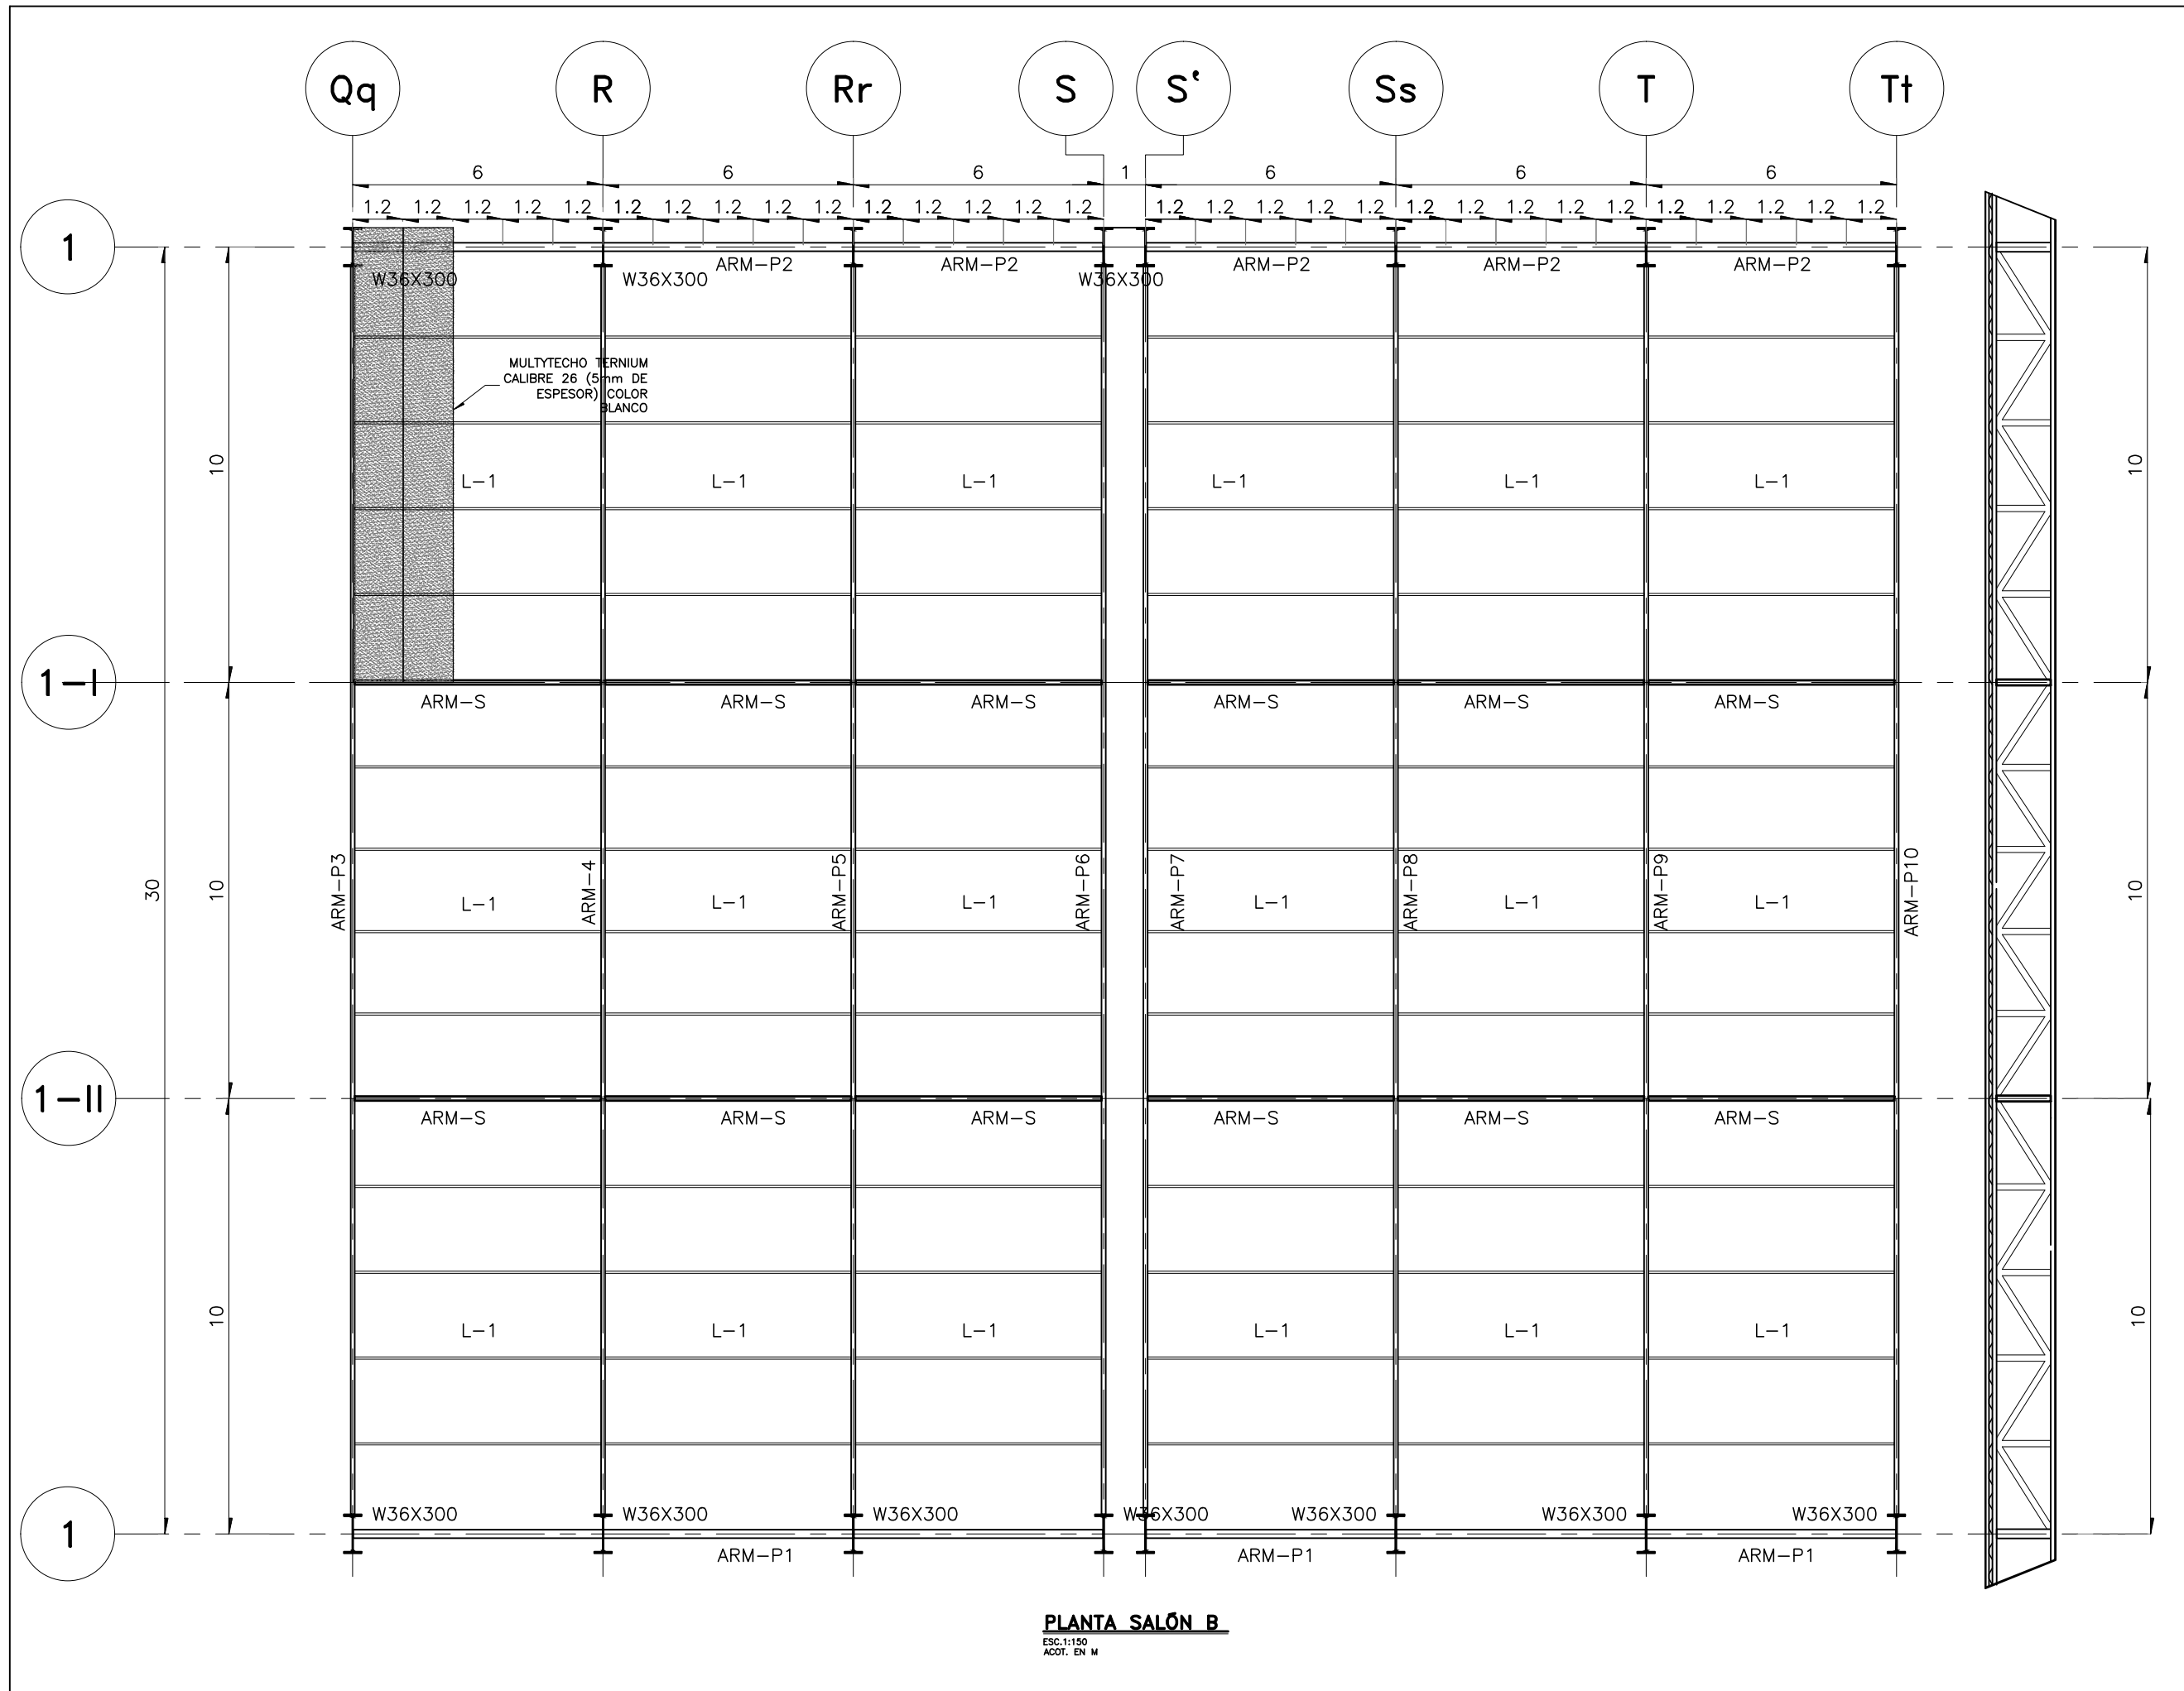 Qq R Rr S S' Ss T Tt
6 6 6 1 6 6 6
1.2 1.2 1.2 1.2 1.2 1.2 1.2 1.2 1.2 1.2 1.2 1.2 1.2 1.2 1.2 1.2 1.2 1.2 1.2 1.2 1.2 1.2 1.2 1.2 1.2 1.2 1.2 1.2 1.2 1.2
1
ARM-P2 ARM-P2 ARM-P2 ARM-P2 ARM-P2
W36X300 W36X300 W36X300
MULTYTECHO TERNIUM
CALIBRE 26 (5mm DE
ESPESOR) COLOR
BLANCO
10 10
L-1 L-1 L-1 L-1 L-1 L-1
1-I
ARM-S ARM-S ARM-S ARM-S ARM-S ARM-S
30 10 10
ARM-P3 ARM-4 ARM-P5 ARM-P6 ARM-P7 ARM-P8 ARM-P9 ARM-P10
L-1 L-1 L-1 L-1 L-1 L-1
1-II
ARM-S ARM-S ARM-S ARM-S ARM-S ARM-S
10 10
L-1 L-1 L-1 L-1 L-1 L-1
W36X300 W36X300 W36X300 W36X300 W36X300 W36X300 W36X300
1
ARM-P1 ARM-P1 ARM-P1
PLANTA SALÓN B
ESC.1:150
ACOT. EN M